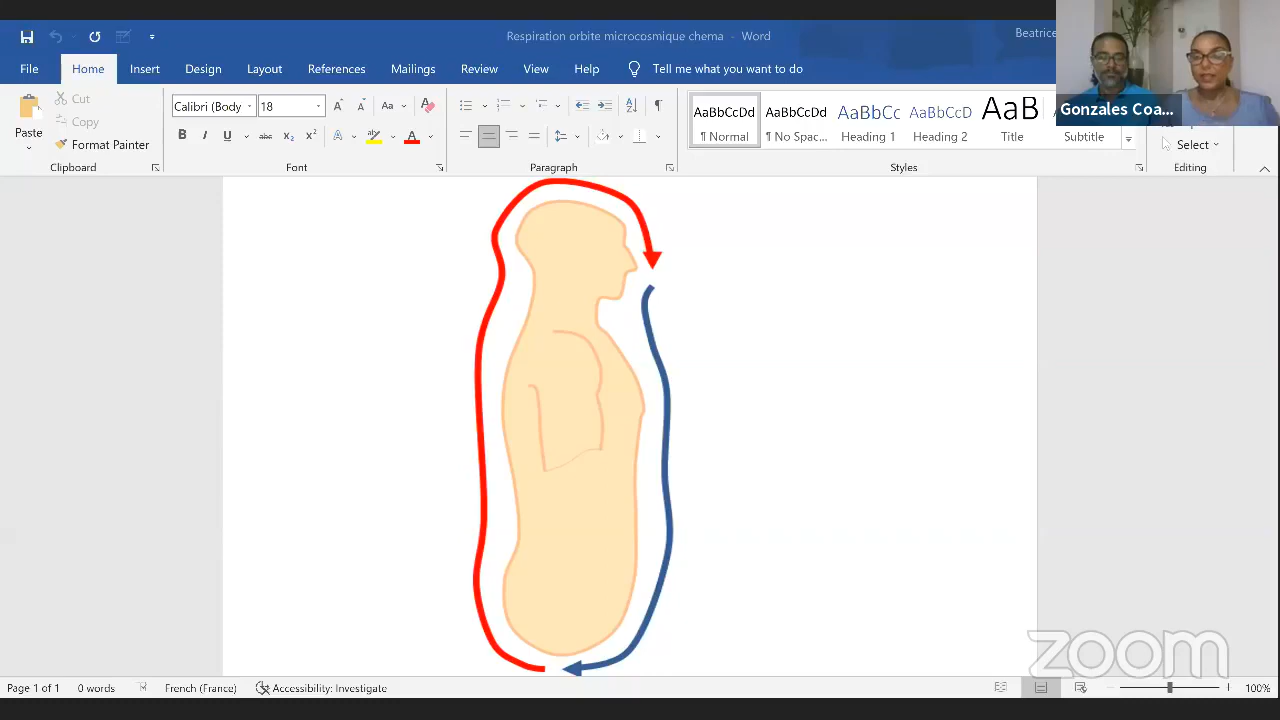 Respiration orbite microcosmique chema - Word
Beatrice
File Home Insert Design Layout References Mailings Review View Help Tell me what you want to do
Gonzales Coa...
Paste
Cut
Copy
Format Painter
Calibri (Body 18
AaBbCcDd AaBbCcDd AaBbCc AaBbCcDd AaB
¶ Normal ¶ No Spac... Heading 1 Heading 2 Title Subtitle
Select
Clipboard Font Paragraph Styles Editing
zoom
Page 1 of 1 0 words French (France) Accessibility: Investigate 100%